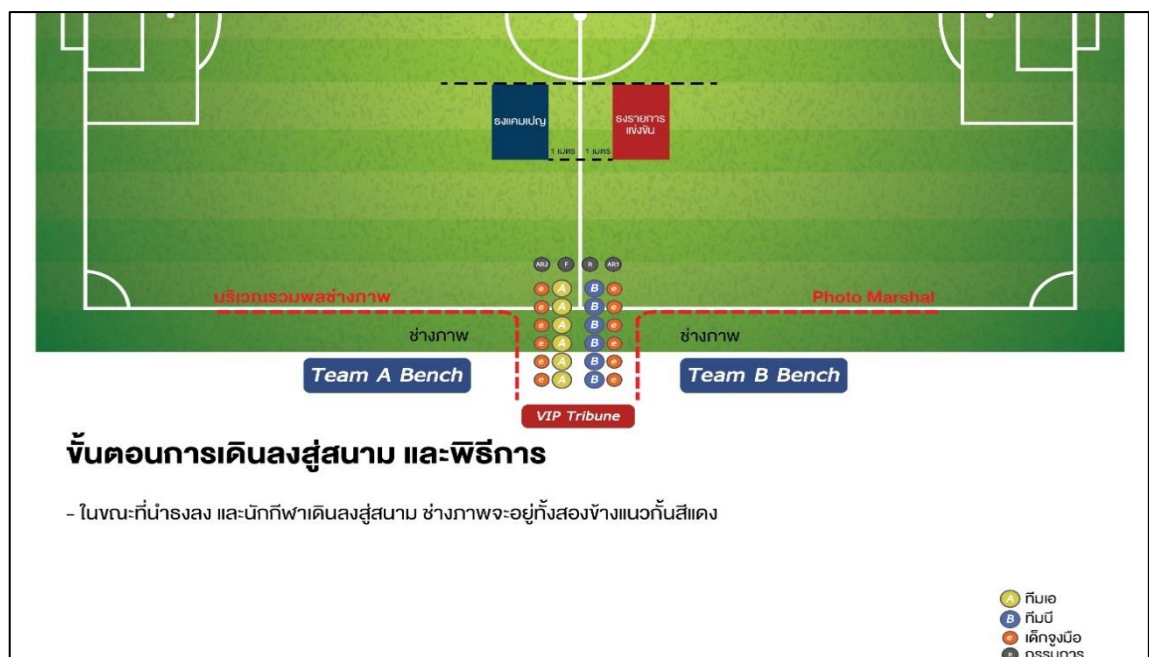 ธงแคมเปญ
ธงรายการ
แข่งขัน
1 เมตร 1 เมตร
AR2 F R AR1
e A B e
e A B e
e A B e
e A B e
e A B e
e A B e
บริเวณรวมพลช่างภาพ
Photo Marshal
ช่างภาพ
ช่างภาพ
Team A Bench
Team B Bench
VIP Tribune
ขั้นตอนการเดินลงสู่สนาม และพิธีการ
- ในขณะที่นำธงลง และนักกีฬาเดินลงสู่สนาม ช่างภาพจะอยู่ทั้งสองข้างแนวกั้นสีแดง
A ทีมเอ
B ทีมบี
e เด็กจูงมือ
R กรรมการ